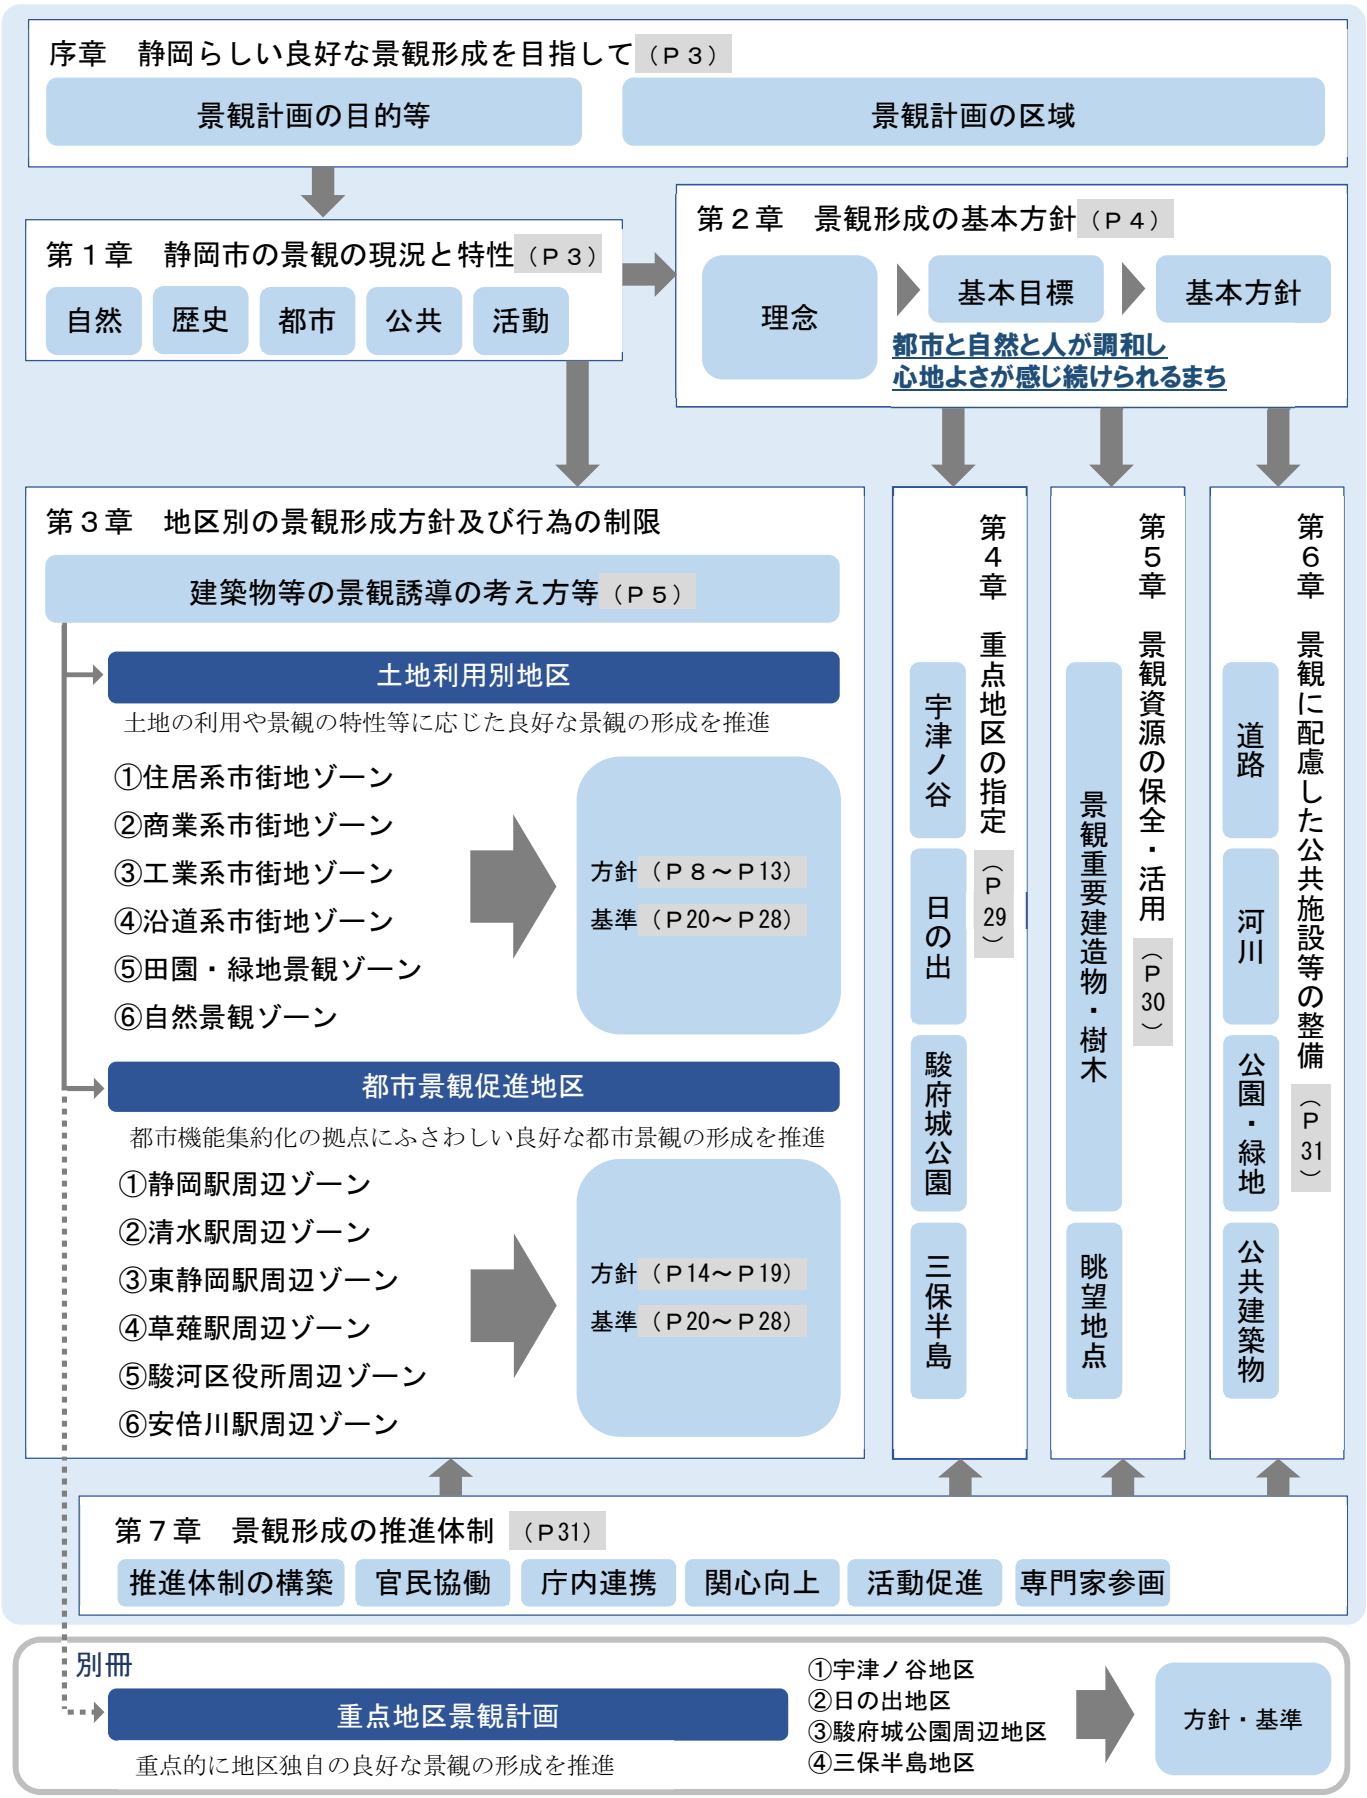 序章　静岡らしい良好な景観形成を目指して（Ｐ３）
景観計画の目的等
景観計画の区域
第１章　静岡市の景観の現況と特性（Ｐ３）
自然
歴史
都市
公共
活動
第２章　景観形成の基本方針（Ｐ４）
理念
基本目標
基本方針
都市と自然と人が調和し
心地よさが感じ続けられるまち
第３章　地区別の景観形成方針及び行為の制限
建築物等の景観誘導の考え方等（Ｐ５）
土地利用別地区
土地の利用や景観の特性等に応じた良好な景観の形成を推進
①住居系市街地ゾーン
②商業系市街地ゾーン
③工業系市街地ゾーン
④沿道系市街地ゾーン
⑤田園・緑地景観ゾーン
⑥自然景観ゾーン
方針（Ｐ８～Ｐ13）
基準（Ｐ20～Ｐ28）
都市景観促進地区
都市機能集約化の拠点にふさわしい良好な都市景観の形成を推進
①静岡駅周辺ゾーン
②清水駅周辺ゾーン
③東静岡駅周辺ゾーン
④草薙駅周辺ゾーン
⑤駿河区役所周辺ゾーン
⑥安倍川駅周辺ゾーン
方針（Ｐ14～Ｐ19）
基準（Ｐ20～Ｐ28）
第４章　重点地区の指定（Ｐ29）
宇津ノ谷
日の出
駿府城公園
三保半島
第５章　景観資源の保全・活用（Ｐ30）
景観重要建造物・樹木
眺望地点
第６章　景観に配慮した公共施設等の整備（Ｐ31）
道路
河川
公園・緑地
公共建築物
第７章　景観形成の推進体制（Ｐ31）
推進体制の構築
官民協働
庁内連携
関心向上
活動促進
専門家参画
別冊
重点地区景観計画
重点的に地区独自の良好な景観の形成を推進
①宇津ノ谷地区
②日の出地区
③駿府城公園周辺地区
④三保半島地区
方針・基準